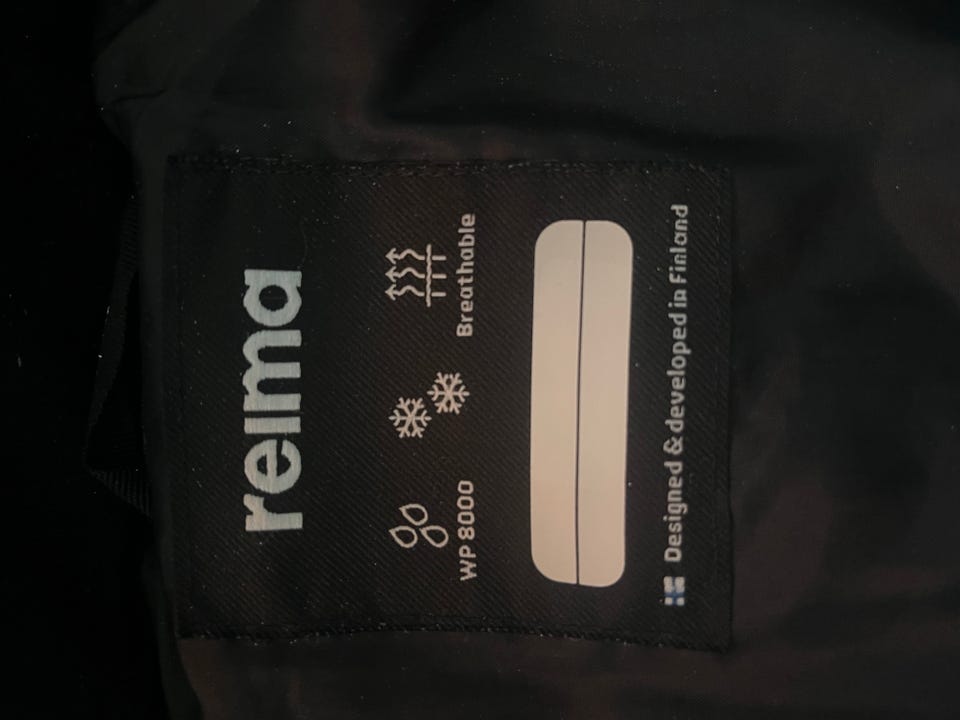 reima
WP 8000
Breathable
Designed & developed in Finland